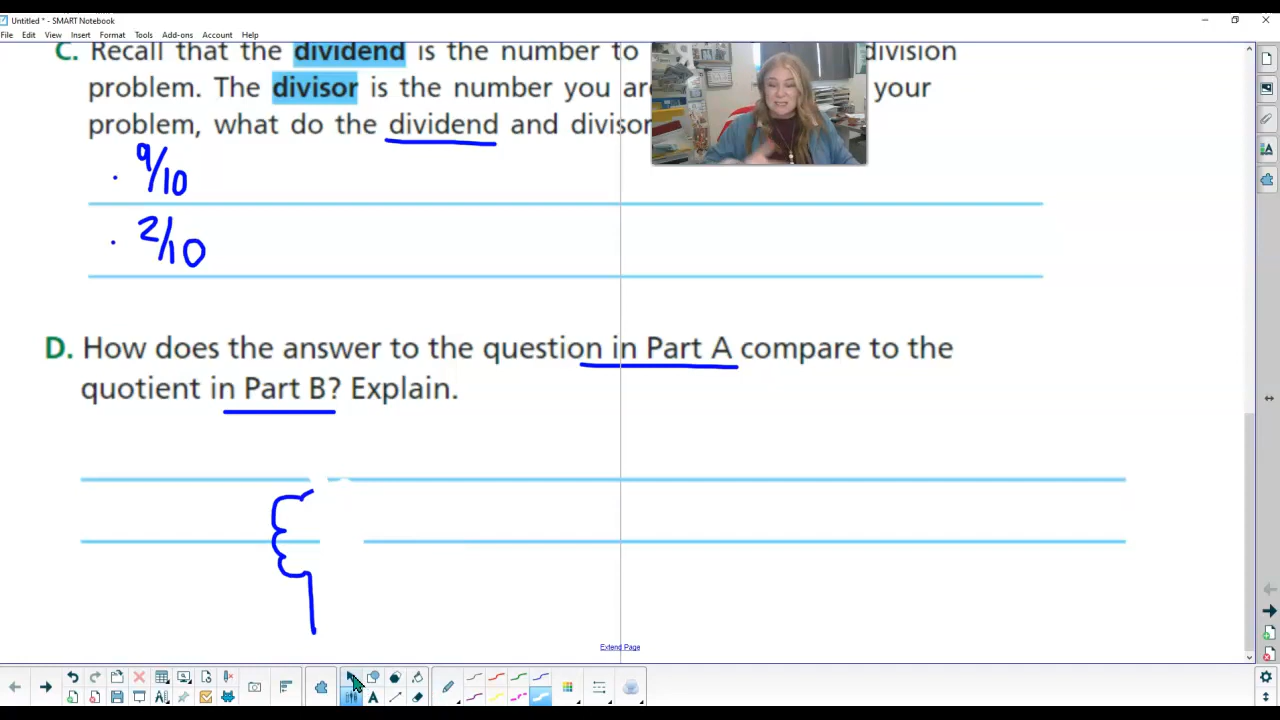 Untitled * - SMART Notebook
File Edit View Insert Format Tools Add-ons Account Help
C. Recall that the dividend is the number to division
problem. The divisor is the number you your
problem, what do the dividend and
9/10
2/10
D. How does the answer to the question in Part A compare to the
quotient in Part B? Explain.
Extend Page